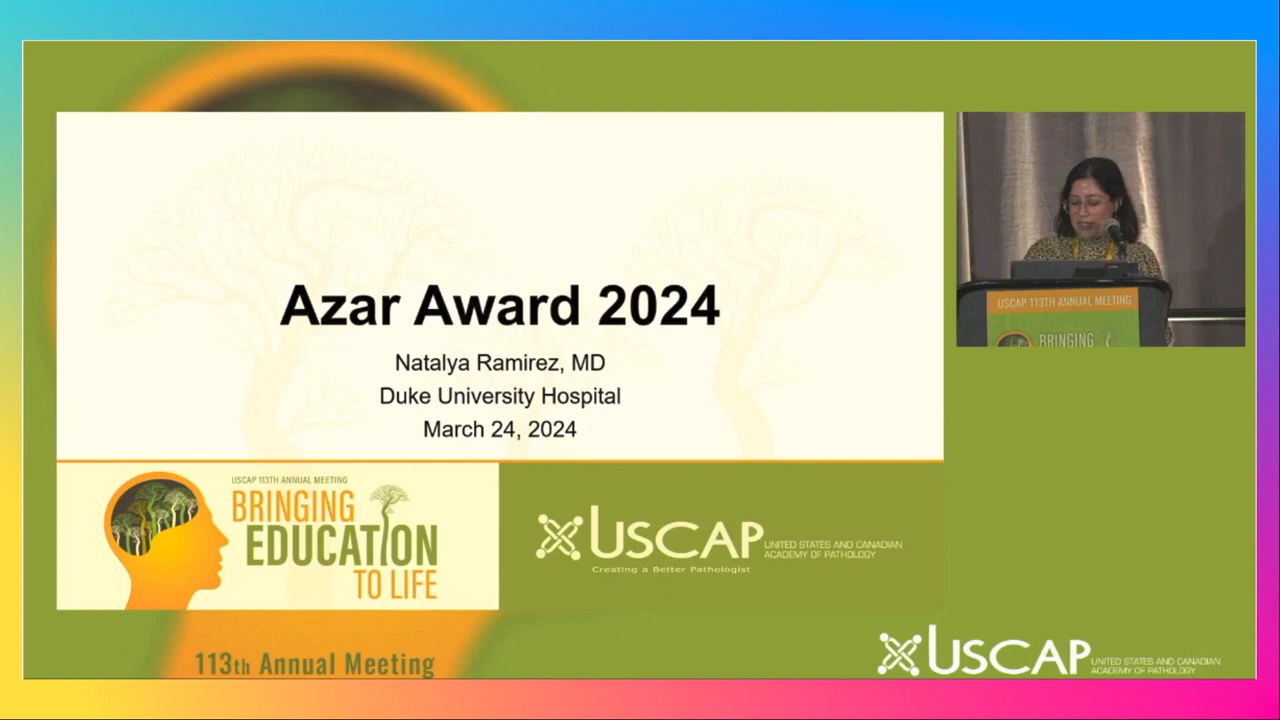 Azar Award 2024
Natalya Ramirez, MD
Duke University Hospital
March 24, 2024
USCAP 113TH ANNUAL MEETING
BRINGING
EDUCATION
TO LIFE
USCAP
UNITED STATES AND CANADIAN
ACADEMY OF PATHOLOGY
Creating a Better Pathologist
USCAP 113TH ANNUAL MEETING
BRINGING
113th Annual Meeting
USCAP
UNITED STATES AND CANADIAN
ACADEMY OF PATHOLOGY